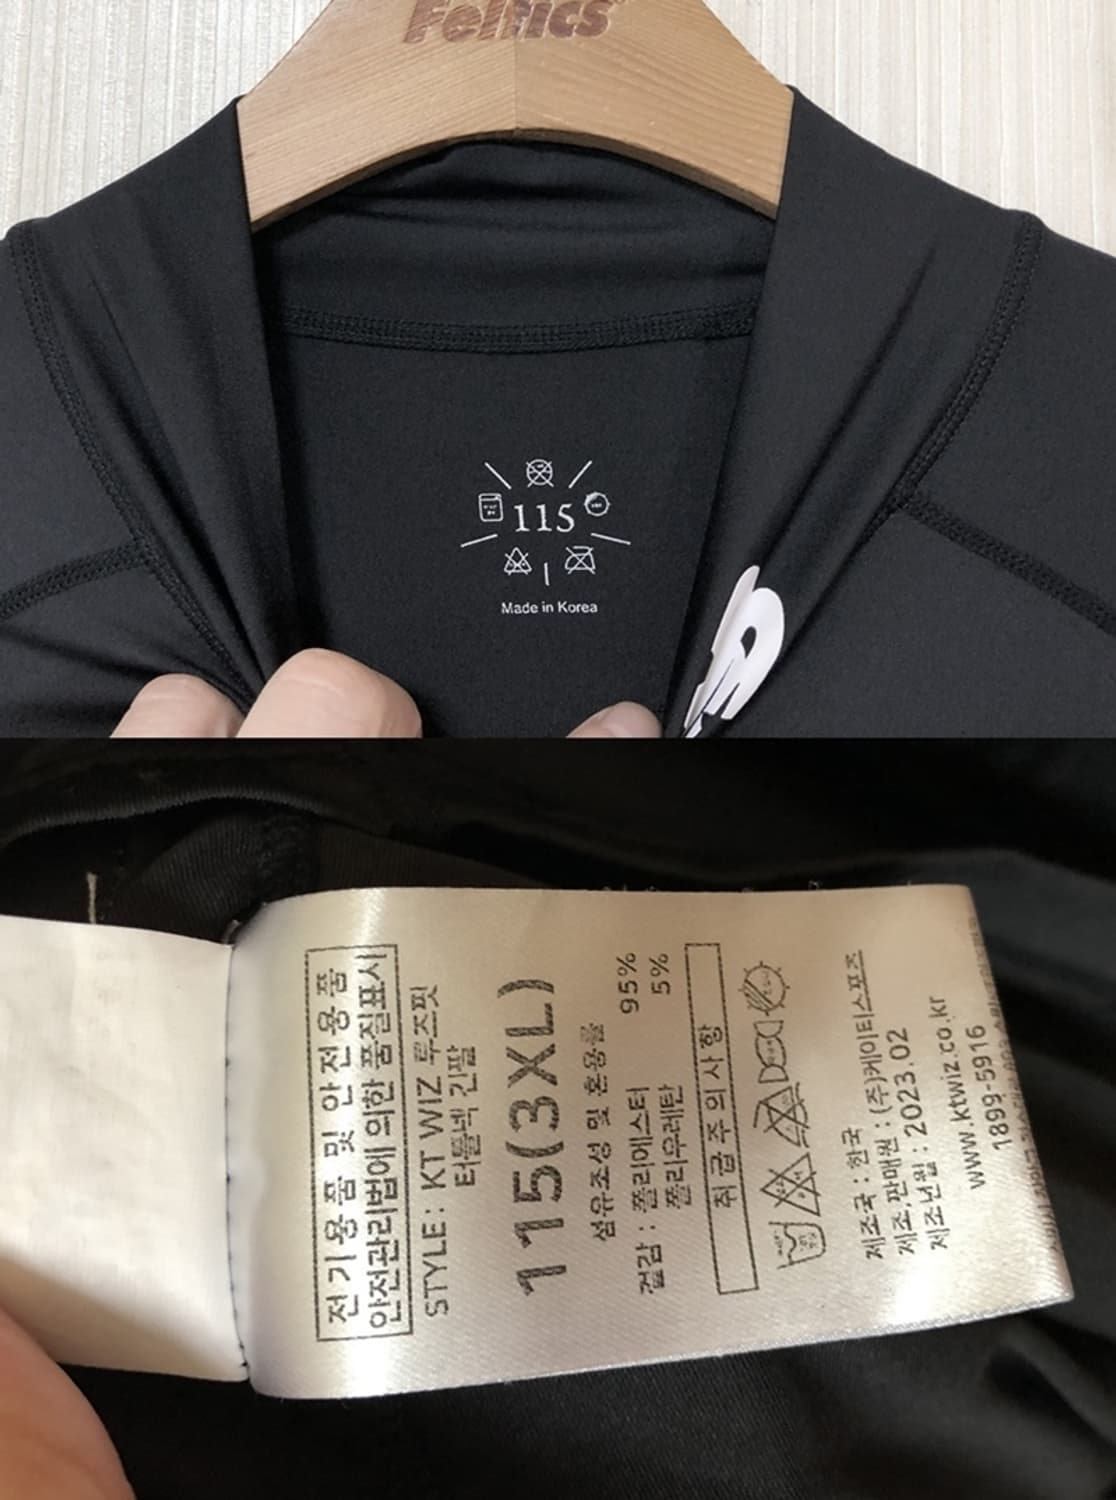 Feltics
115
Made in Korea
전기용품 및 안전용품
안전관리법에 의한 품질표시
STYLE : KT WIZ 루즈핏
터틀넥 긴팔
115(3XL)
섬유조성 및 혼용률
겉감 : 폴리에스터 95%
폴리우레탄 5%
취급주의사항
제조국 : 한국
제조,판매원 : (주)케이티스포츠
제조년월 : 2023.02
www.ktwiz.co.kr
1899-5916